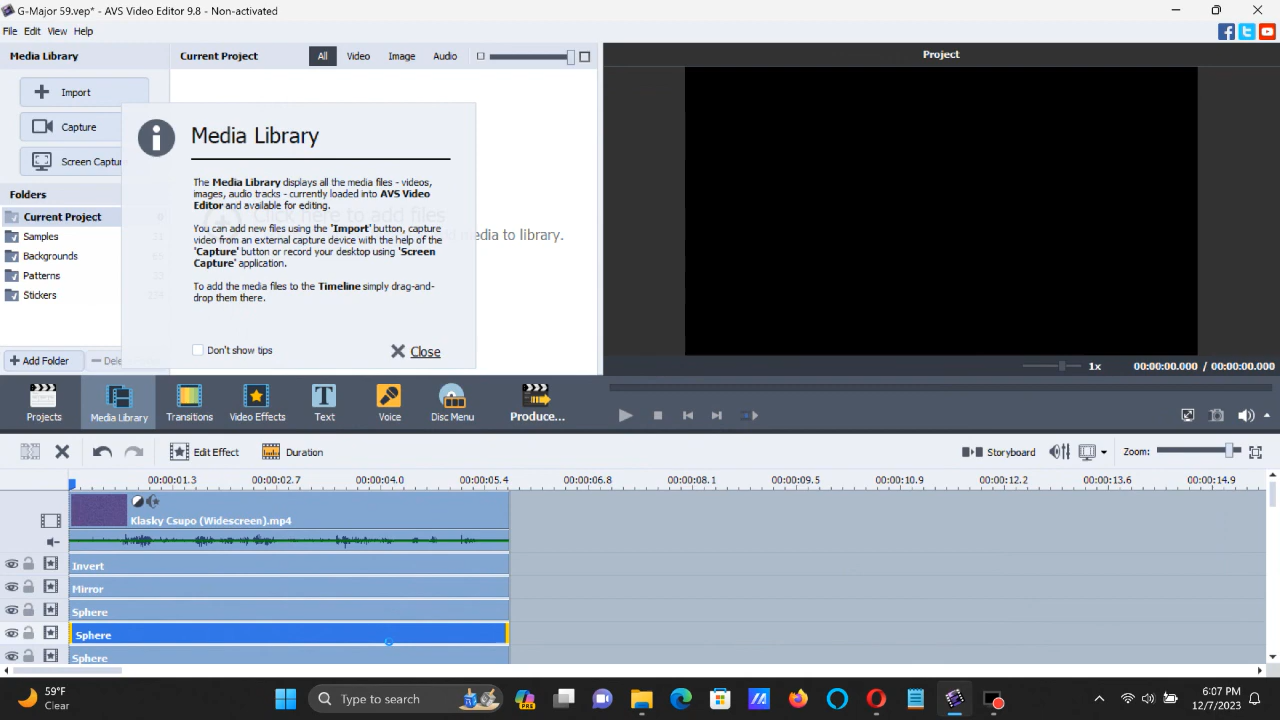 G-Major 59.vep* - AVS Video Editor 9.8 - Non-activated
File Edit View Help
Media Library
Current Project
All Video Image Audio
Project
Import
Capture
Screen Captur
Folders
Current Project
Samples
Backgrounds
Patterns
Stickers
Add Folder
Dele
Media Library
The Media Library displays all the media files - videos,
images, audio tracks - currently loaded into AVS Video
Editor and available for editing.
Click here to add files
You can add new files using the 'Import' button, capture
video from an external capture device with the help of the
'Capture' button or record your desktop using 'Screen
Capture' application.
media to library.
To add the media files to the Timeline simply drag-and-
drop them there.
Don't show tips
Close
1x
00:00:00.000 / 00:00:00.000
Projects
Media Library
Transitions
Video Effects
Text
Voice
Disc Menu
Produce...
Edit Effect
Duration
Storyboard
Zoom:
00:00:01.3 00:00:02.7 00:00:04.0 00:00:05.4 00:00:06.8 00:00:08.1 00:00:09.5 00:00:10.9 00:00:12.2 00:00:13.6 00:00:14.9
Klasky Csupo (Widescreen).mp4
Invert
Mirror
Sphere
Sphere
Sphere
59°F
Clear
Type to search
PRE
6:07 PM
12/7/2023